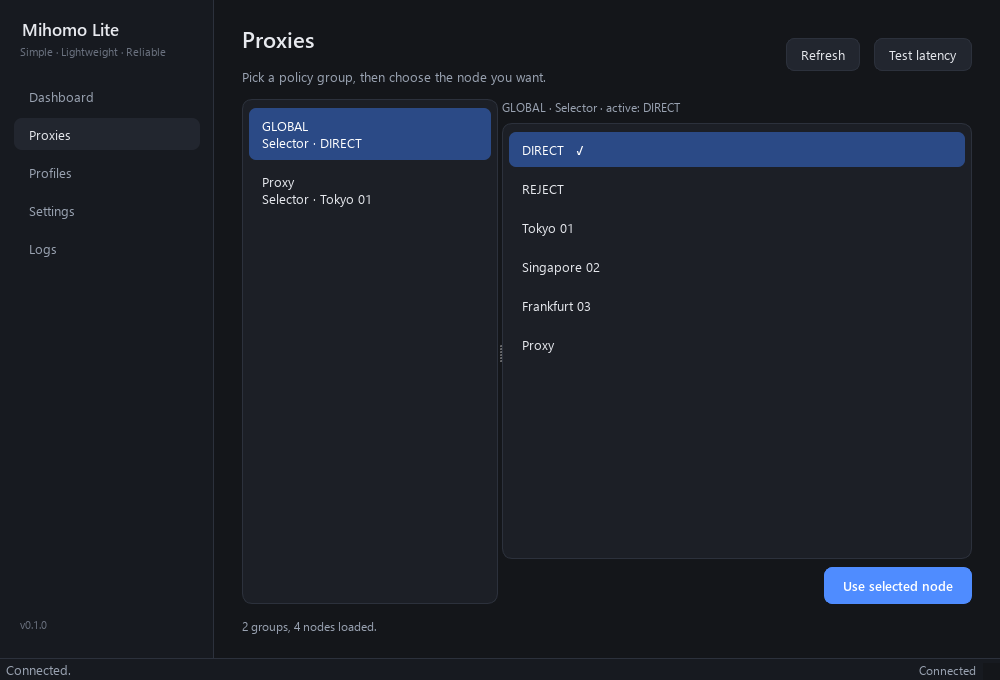 Mihomo Lite
Simple · Lightweight · Reliable
Dashboard
Proxies
Profiles
Settings
Logs
v0.1.0
Proxies
Pick a policy group, then choose the node you want.
Refresh
Test latency
GLOBAL
Selector · DIRECT
Proxy
Selector · Tokyo 01
GLOBAL · Selector · active: DIRECT
DIRECT ✓
REJECT
Tokyo 01
Singapore 02
Frankfurt 03
Proxy
Use selected node
2 groups, 4 nodes loaded.
Connected.
Connected